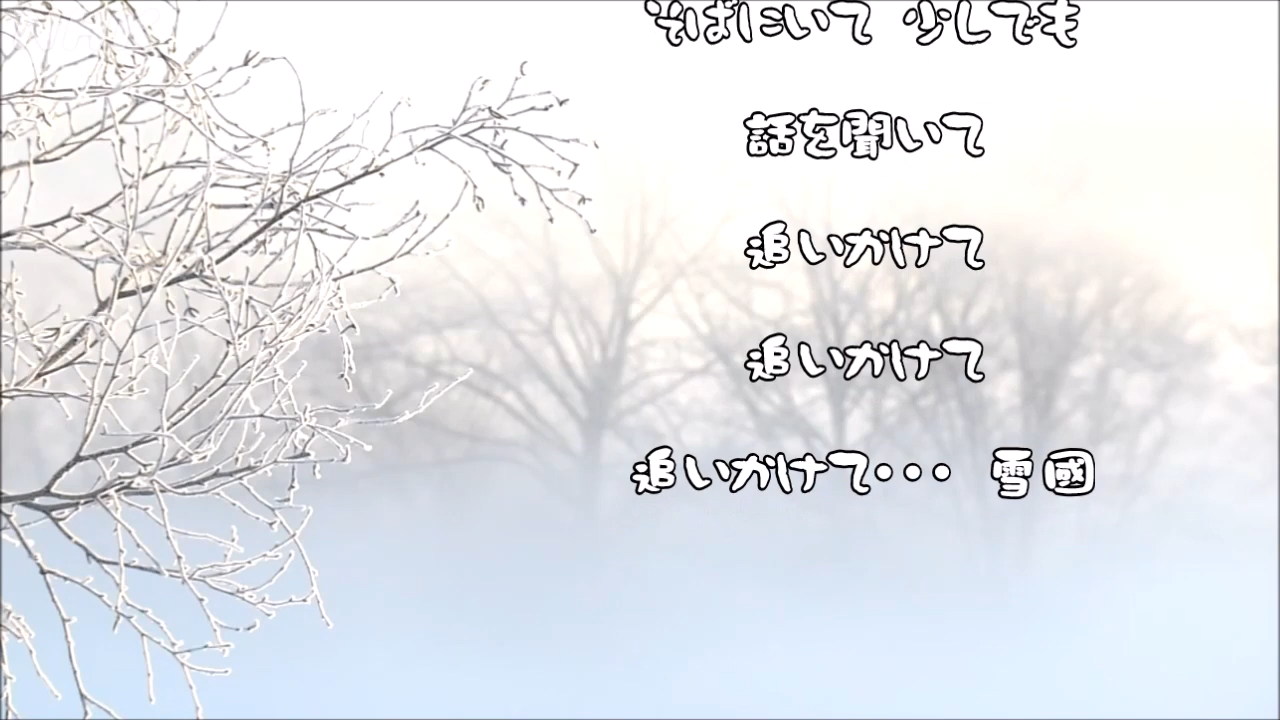 そばにいて 少しでも
話を聞いて
追いかけて
追いかけて
追いかけて・・・ 雪國